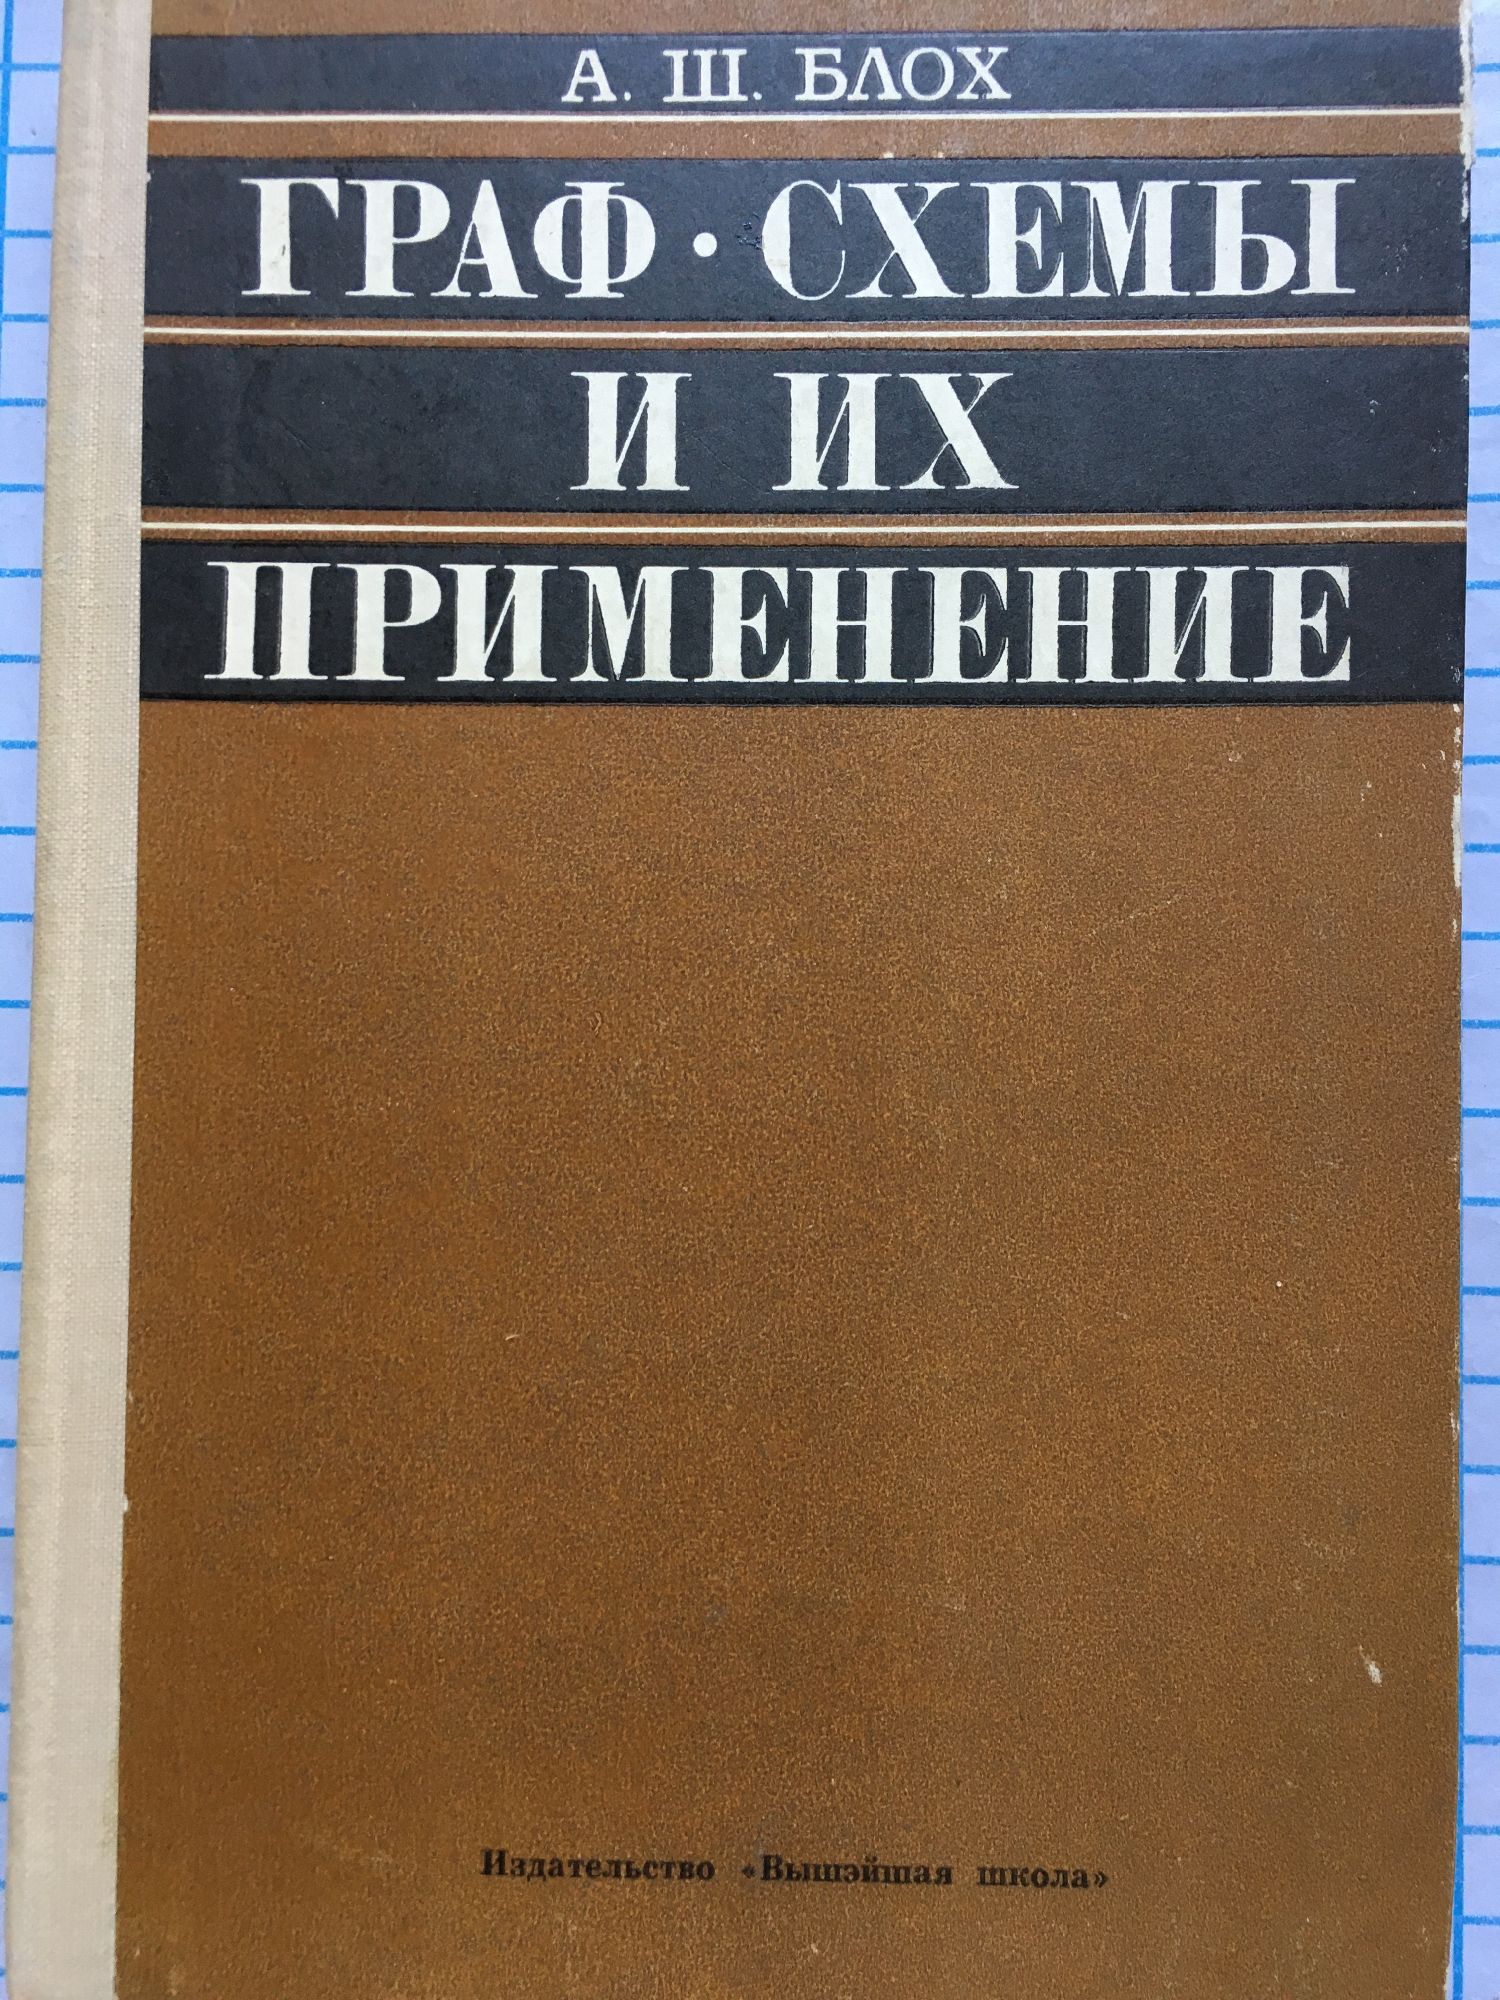 А. Ш. БЛОХ
ГРАФ·СХЕМЫ
И ИХ
ПРИМЕНЕНИЕ
Издательство «Вышэйшая школа»